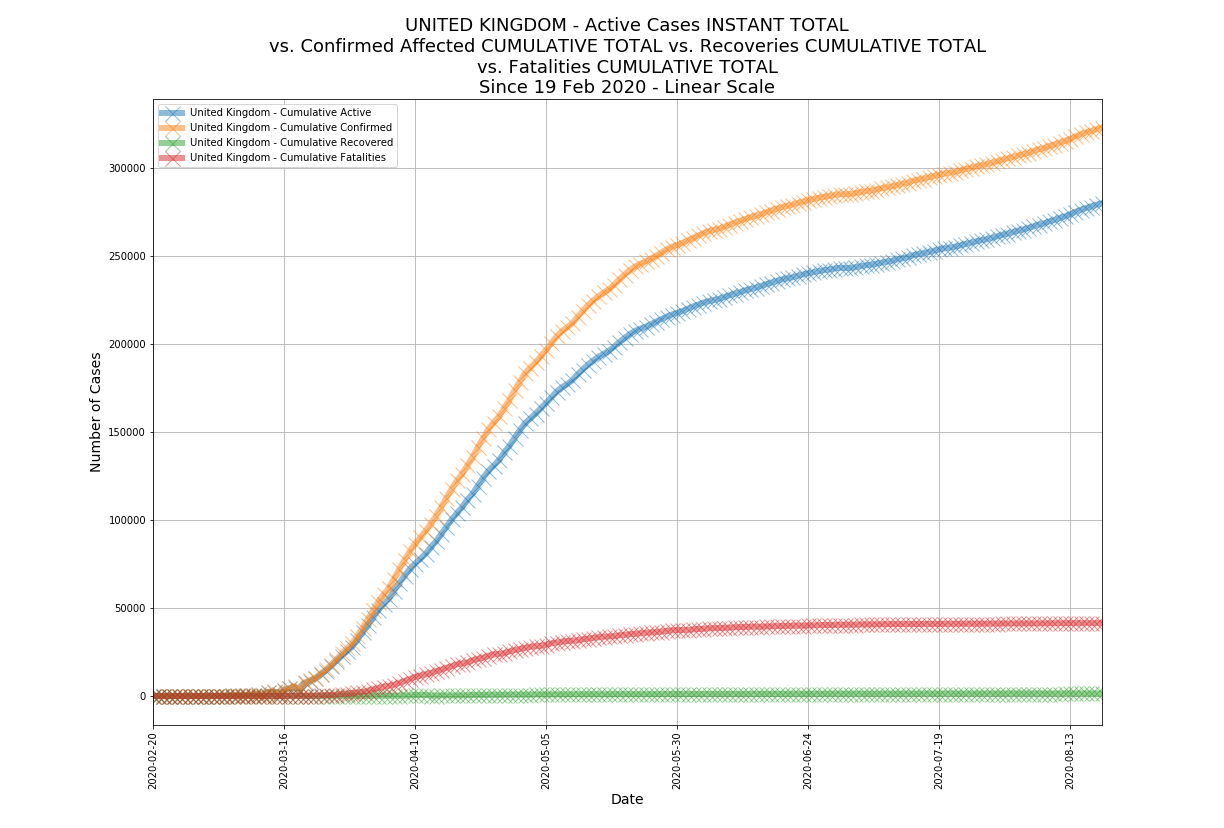 UNITED KINGDOM - Active Cases INSTANT TOTAL
vs. Confirmed Affected CUMULATIVE TOTAL vs. Recoveries CUMULATIVE TOTAL
vs. Fatalities CUMULATIVE TOTAL
Since 19 Feb 2020 - Linear Scale
United Kingdom - Cumulative Active
United Kingdom - Cumulative Confirmed
United Kingdom - Cumulative Recovered
United Kingdom - Cumulative Fatalities
Number of Cases
300000
250000
200000
150000
100000
50000
0
2020-02-20
2020-03-16
2020-04-10
2020-05-05
2020-05-30
2020-06-24
2020-07-19
2020-08-13
Date